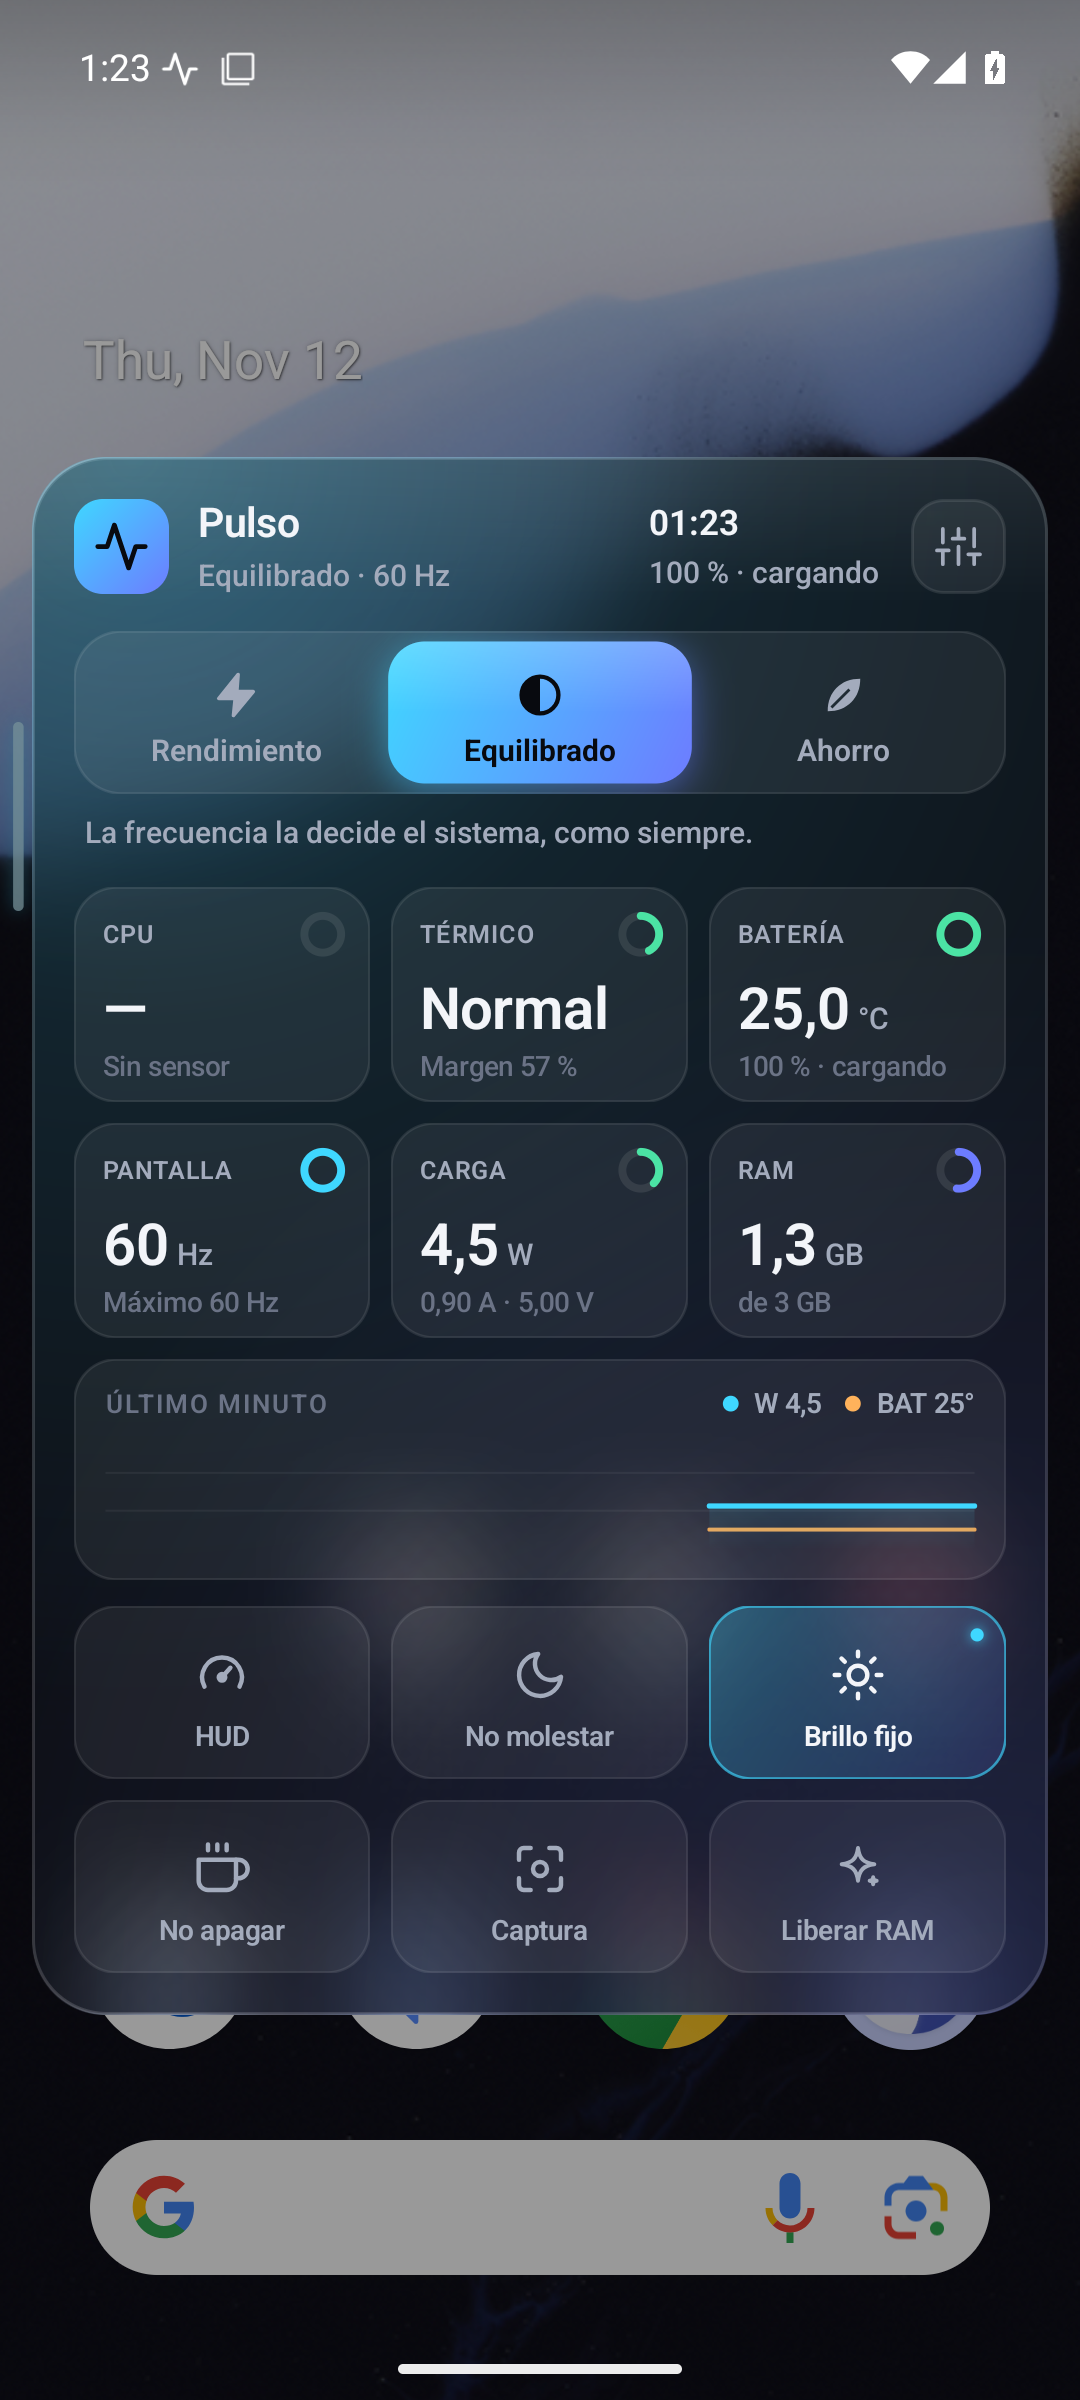 1:23
Thu, Nov 12
Pulso
Equilibrado · 60 Hz
01:23
100 % · cargando
Rendimiento
Equilibrado
Ahorro
La frecuencia la decide el sistema, como siempre.
CPU
—
Sin sensor
TÉRMICO
Normal
Margen 57 %
BATERÍA
25,0 °C
100 % · cargando
PANTALLA
60 Hz
Máximo 60 Hz
CARGA
4,5 W
0,90 A · 5,00 V
RAM
1,3 GB
de 3 GB
ÚLTIMO MINUTO
W 4,5
BAT 25°
HUD
No molestar
Brillo fijo
No apagar
Captura
Liberar RAM